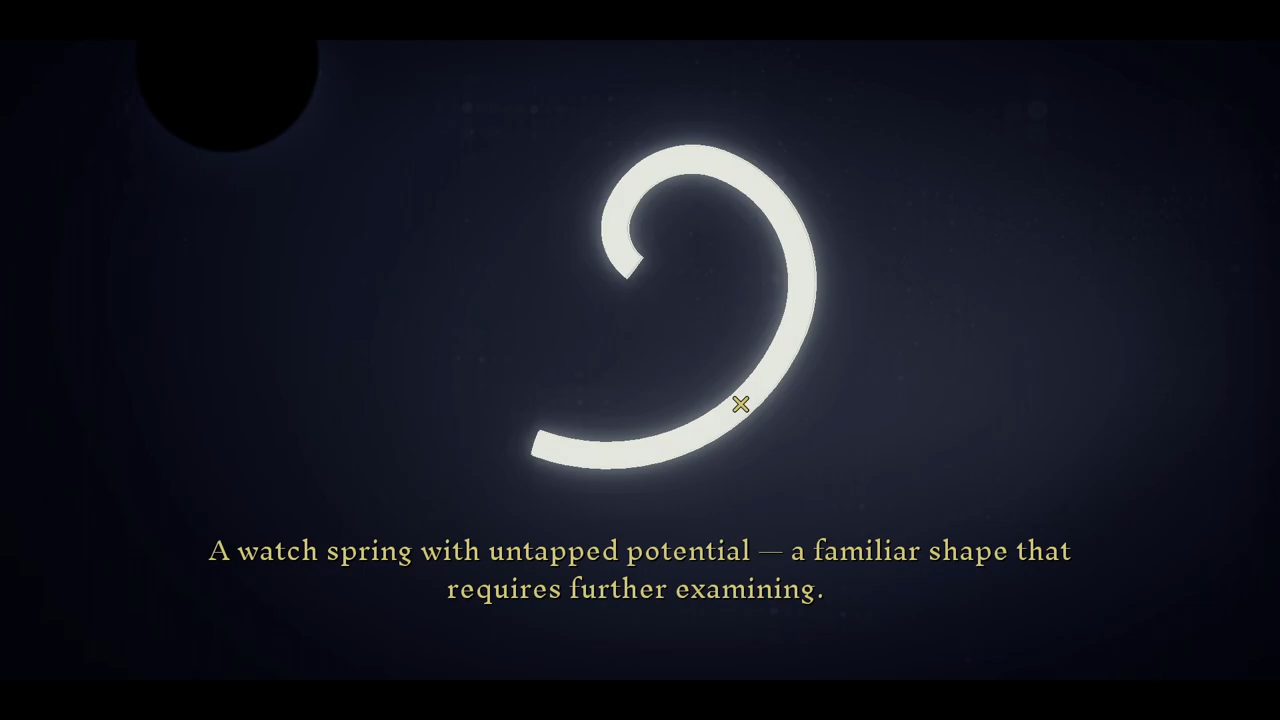 A watch spring with untapped potential — a familiar shape that
requires further examining.